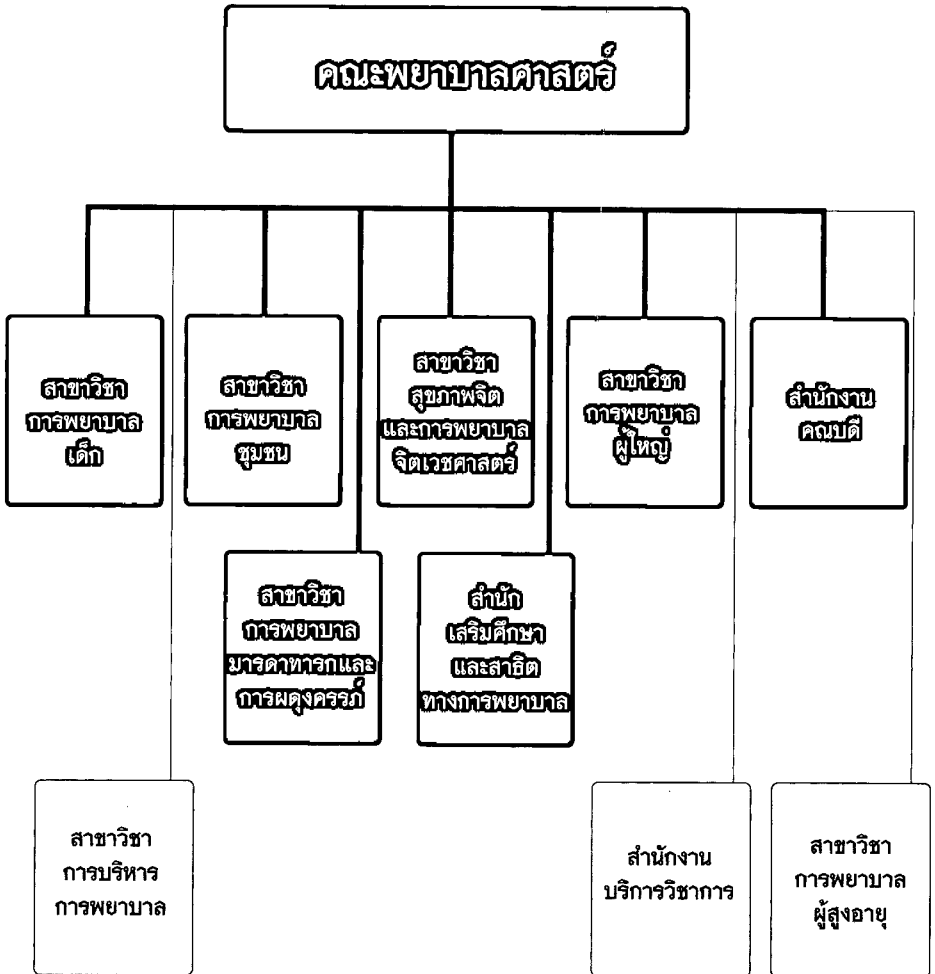 คณะพยาบาลศาสตร์
สาขาวิชา
การพยาบาล
เด็ก
สาขาวิชา
การพยาบาล
ชุมชน
สาขาวิชา
สุขภาพจิต
และการพยาบาล
จิตเวชศาสตร์
สาขาวิชา
การพยาบาล
ผู้ใหญ่
สำนักงาน
คณบดี
สาขาวิชา
การพยาบาล
มารดาทารกและ
การผดุงครรภ์
สำนัก
เสริมศึกษา
และสาธิต
ทางการพยาบาล
สาขาวิชา
การบริหาร
การพยาบาล
สำนักงาน
บริการวิชาการ
สาขาวิชา
การพยาบาล
ผู้สูงอายุ